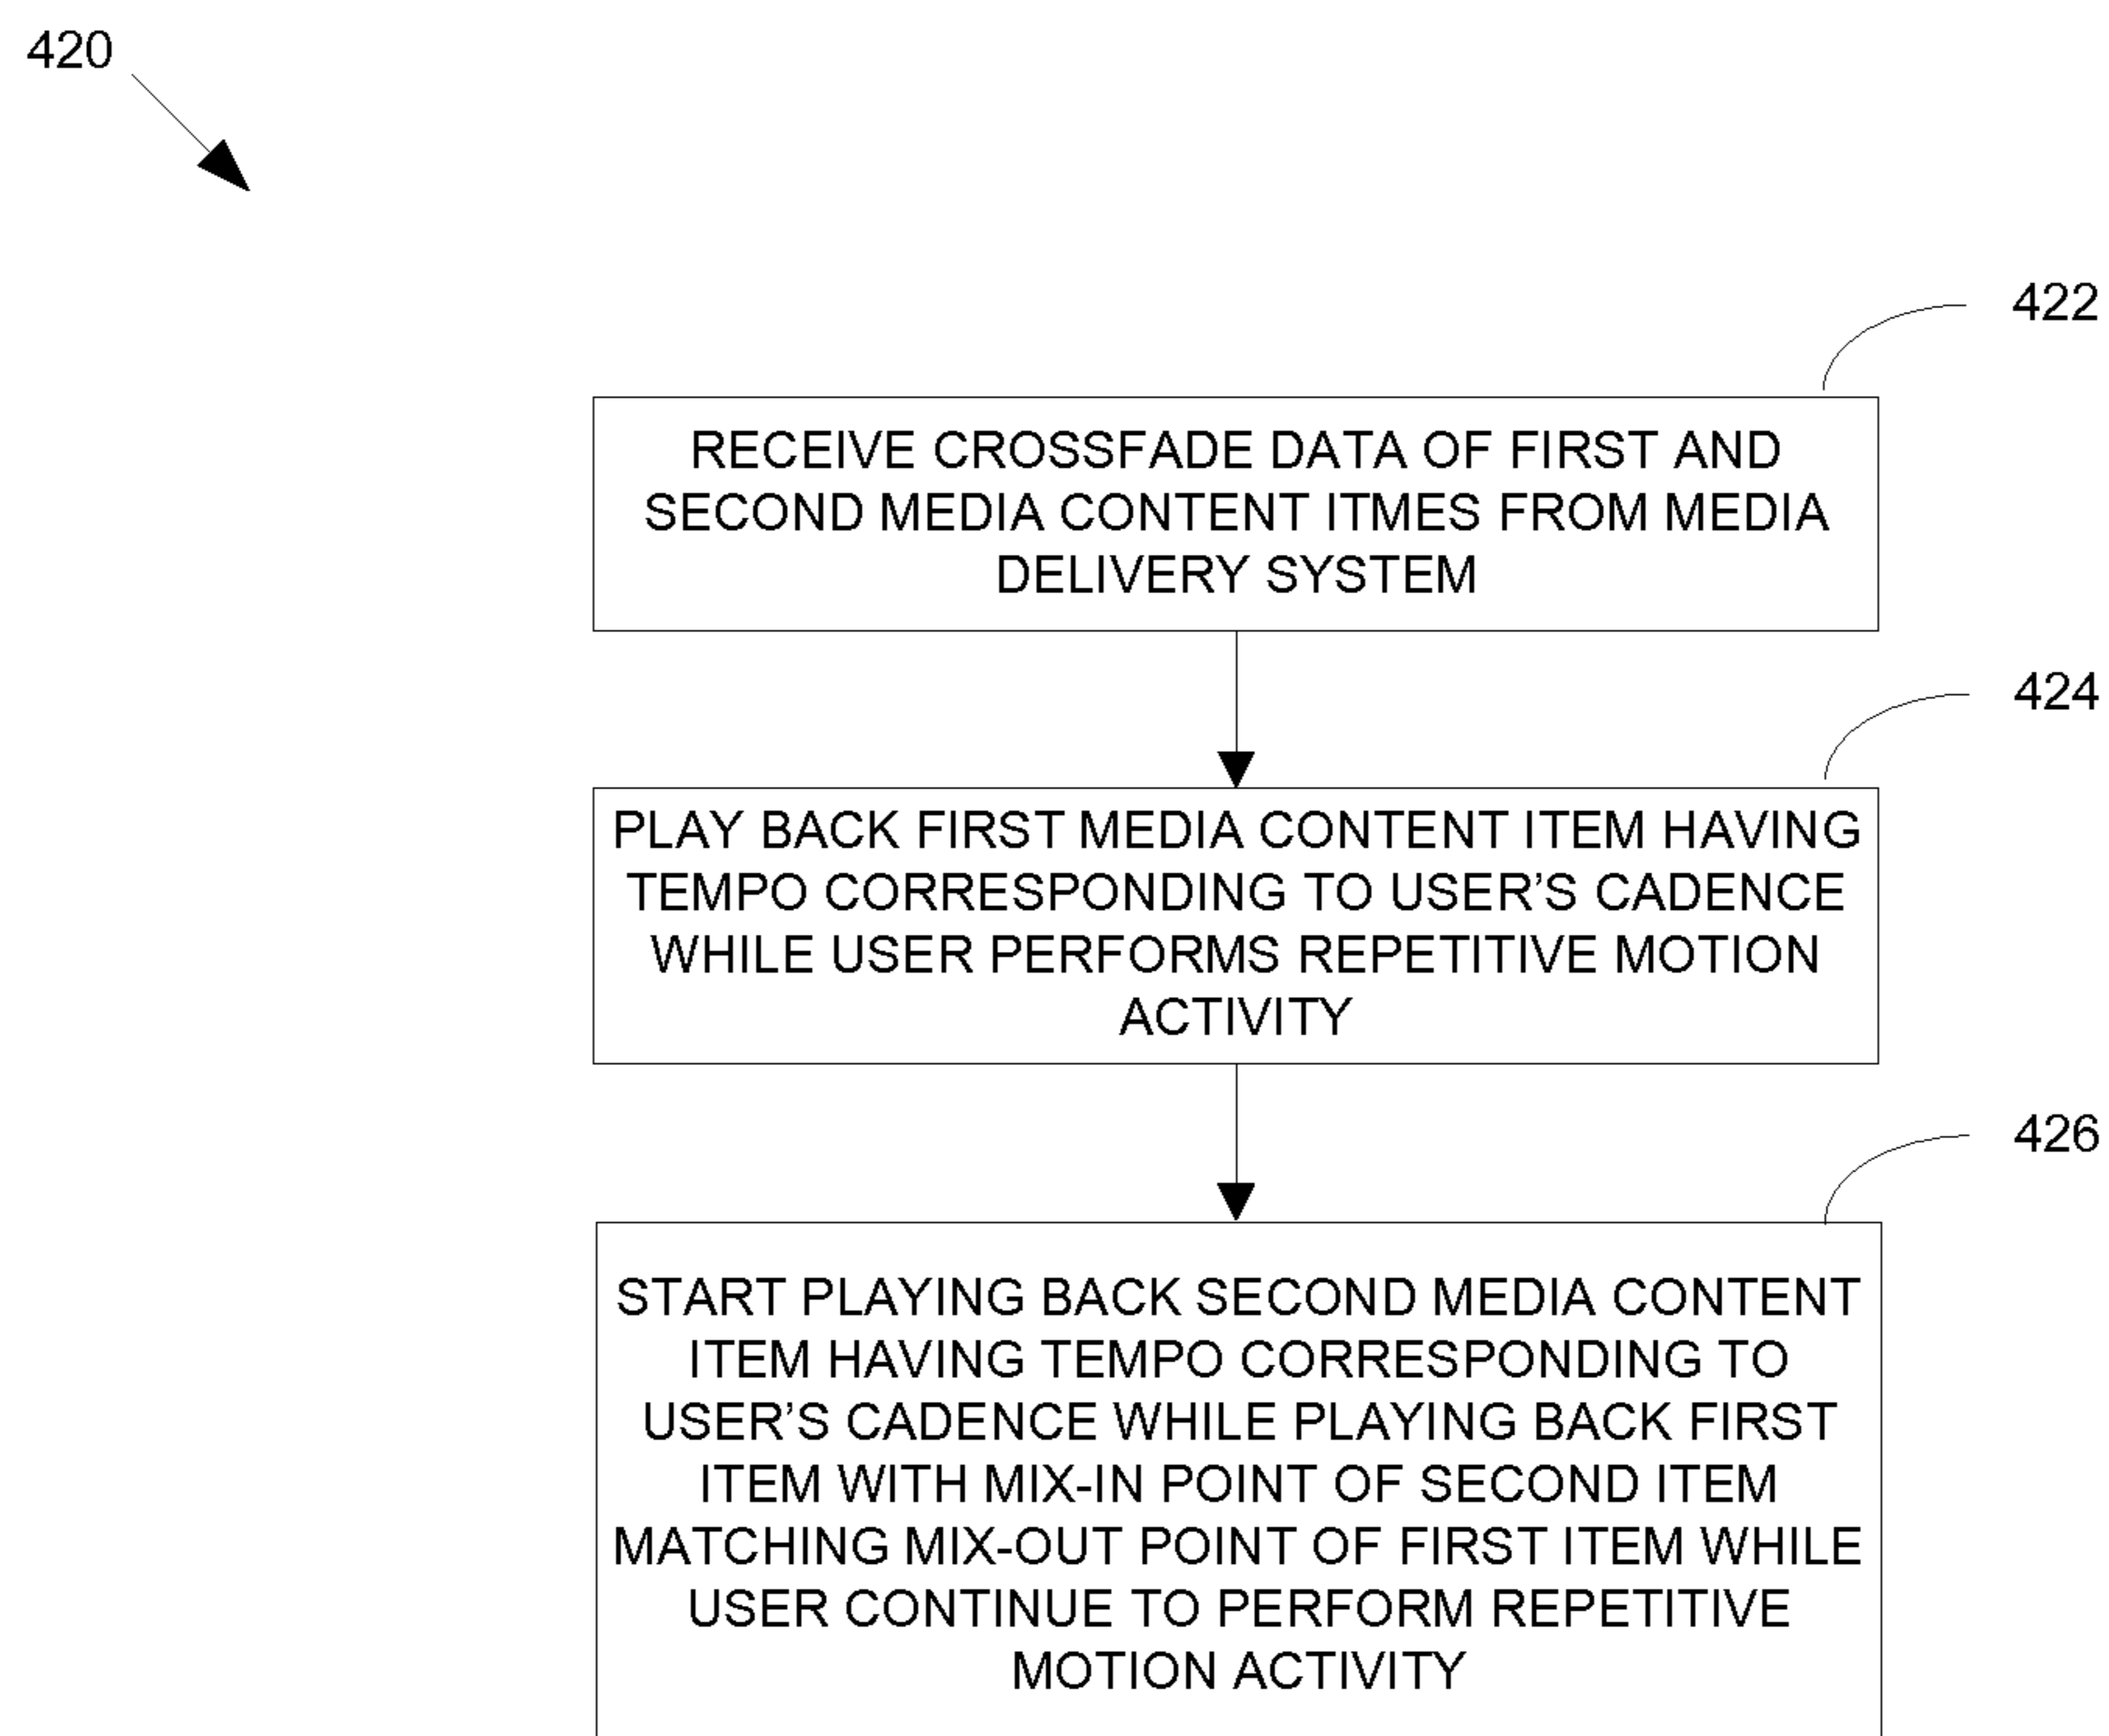 420
422
RECEIVE CROSSFADE DATA OF FIRST AND
SECOND MEDIA CONTENT ITMES FROM MEDIA
DELIVERY SYSTEM
424
PLAY BACK FIRST MEDIA CONTENT ITEM HAVING
TEMPO CORRESPONDING TO USER’S CADENCE
WHILE USER PERFORMS REPETITIVE MOTION
ACTIVITY
426
START PLAYING BACK SECOND MEDIA CONTENT
ITEM HAVING TEMPO CORRESPONDING TO
USER’S CADENCE WHILE PLAYING BACK FIRST
ITEM WITH MIX-IN POINT OF SECOND ITEM
MATCHING MIX-OUT POINT OF FIRST ITEM WHILE
USER CONTINUE TO PERFORM REPETITIVE
MOTION ACTIVITY